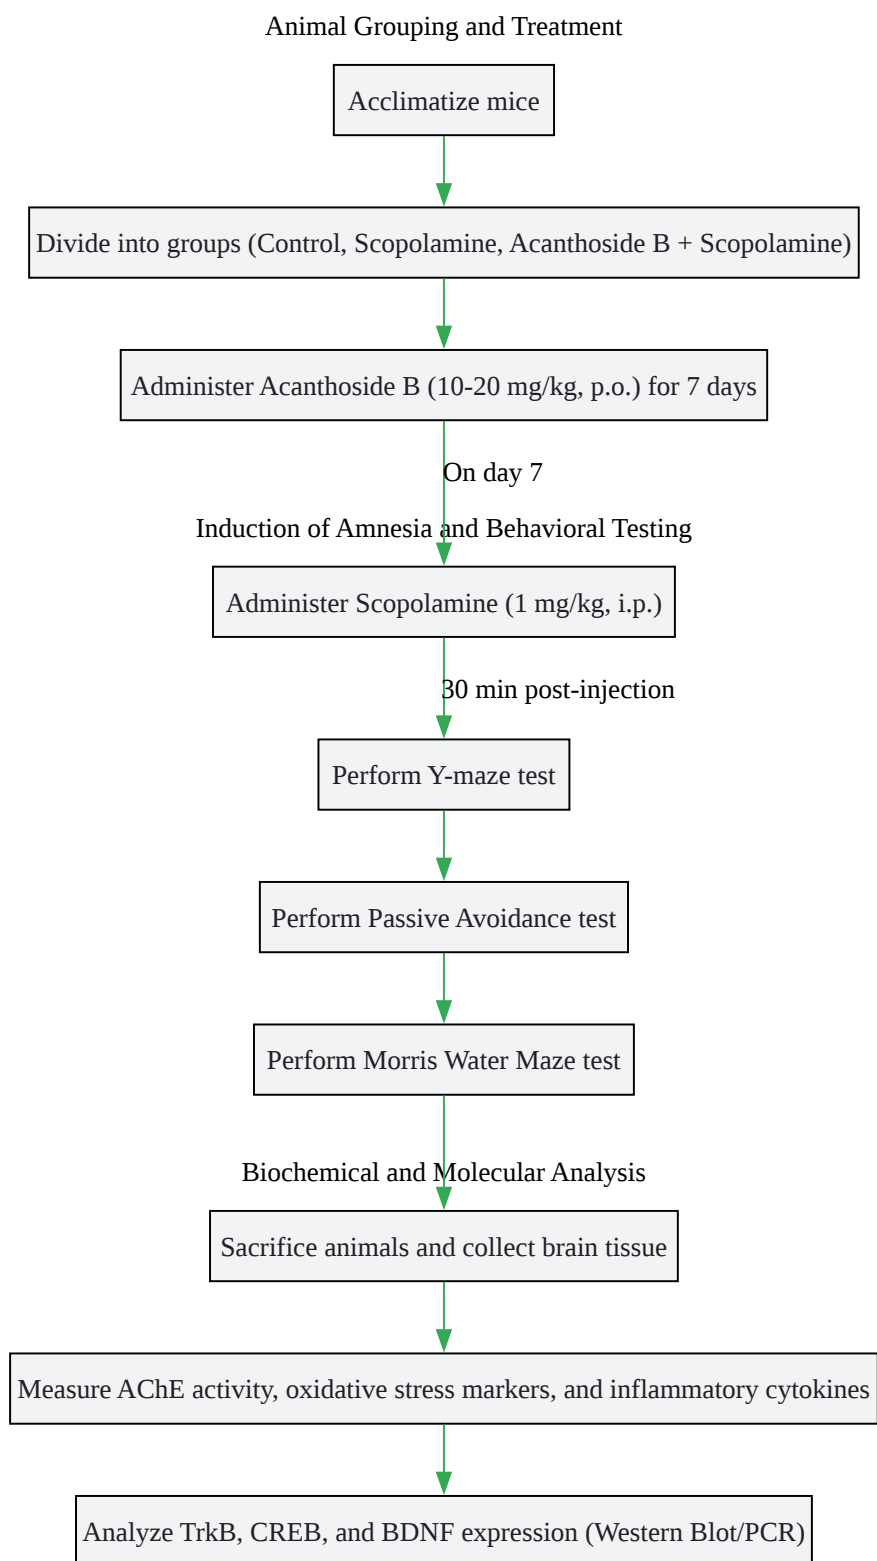 Animal Grouping and Treatment
Acclimatize mice
Divide into groups (Control, Scopolamine, Acanthoside B + Scopolamine)
Administer Acanthoside B (10-20 mg/kg, p.o.) for 7 days
On day 7
Induction of Amnesia and Behavioral Testing
Administer Scopolamine (1 mg/kg, i.p.)
30 min post-injection
Perform Y-maze test
Perform Passive Avoidance test
Perform Morris Water Maze test
Biochemical and Molecular Analysis
Sacrifice animals and collect brain tissue
Measure AChE activity, oxidative stress markers, and inflammatory cytokines
Analyze TrkB, CREB, and BDNF expression (Western Blot/PCR)